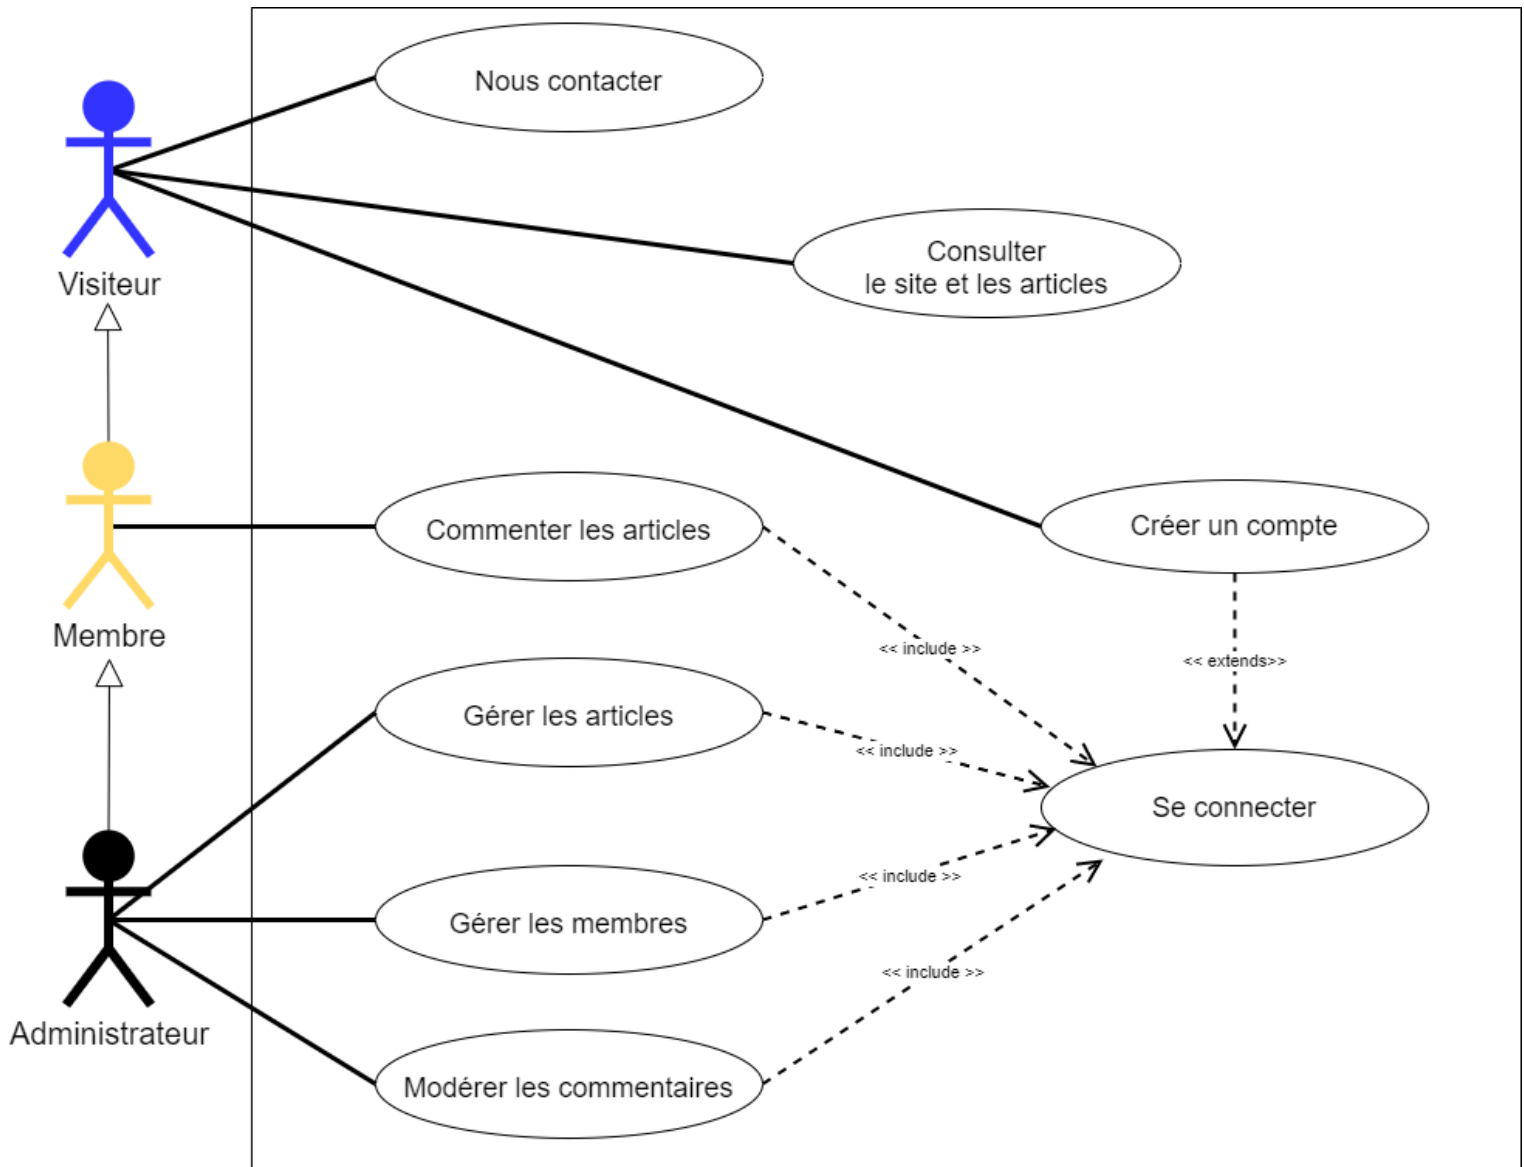 Nous contacter
Consulter
le site et les articles
Visiteur
Créer un compte
Commenter les articles
Membre
<< include >>
<< extends>>
Gérer les articles
<< include >>
Se connecter
<< include >>
Gérer les membres
<< include >>
Administrateur
Modérer les commentaires